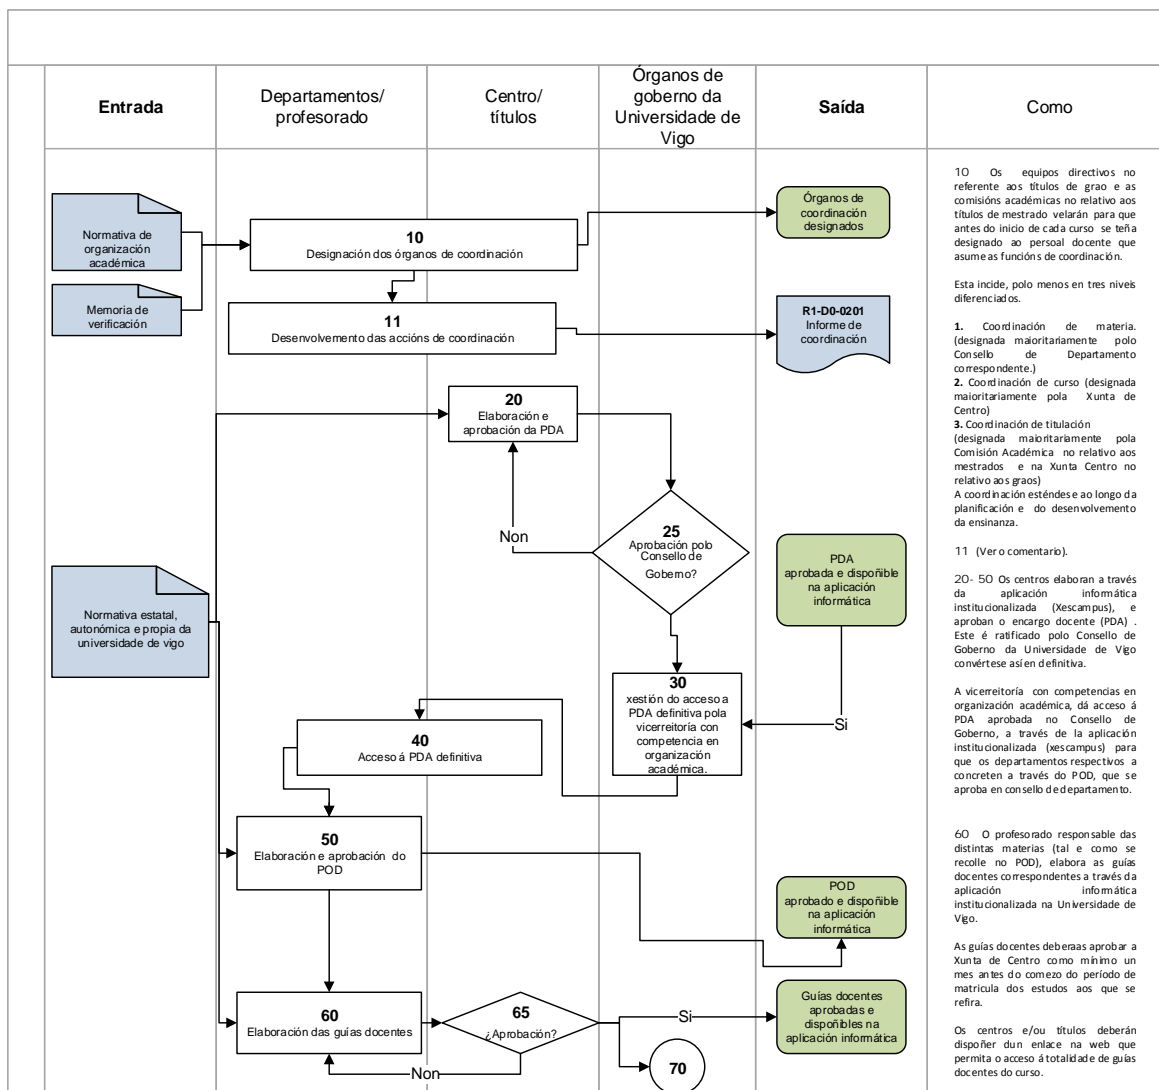 Entrada
Departamentos/
profesorado
Centro/
títulos
Órganos de
goberno da
Universidade de
Vigo
Saída
Como
Normativa de
organización
académica
Memoria de
verificación
10
Designación dos órganos de coordinación
Órganos de
coordinación
designados
11
Desenvolvemento das accións de coordinación
R1-D0-0201
Informe de
coordinación
20
Elaboración e
aprobación da PDA
25
Aprobación polo
Consello de
Goberno?
Non
PDA
aprobada e dispoñible
na aplicación
informática
Normativa estatal,
autonómica e propia da
universidade de vigo
30
xestión do acceso a
PDA definitiva pola
vicerreitoría con
competencia en
organización
académica.
Si
40
Acceso á PDA definitiva
50
Elaboración e aprobación do
POD
POD
aprobado e dispoñible
na aplicación
informática
60
Elaboración das guías docentes
65
¿Aprobación?
Si
Non
70
Guías docentes
aprobadas e
dispoñibles na
aplicación informática
10 Os equipos directivos no
referente aos títulos de grao e as
comisións académicas no relativo aos
títulos de mestrado velarán para que
antes do inicio de cada curso se teña
designado ao persoal docente que
asume as funcións de coordinación.
Esta incide, polo menos en tres niveis
diferenciados.
1. Coordinación de materia.
(designada maioritariamente polo
Consello de Departamento
correspondente.)
2. Coordinación de curso (designada
maioritariamente pola Xunta de
Centro)
3. Coordinación de titulación
(designada maioritariamente pola
Comisión Académica no relativo aos
mestrados e na Xunta Centro no
relativo aos graos)
A coordinación esténdese ao longo da
planificación e do desenvolvemento
da ensinanza.
11 (Ver o comentario).
20- 50 Os centros elaboran a través
da aplicación informática
institucionalizada (Xescampus), e
aproban o encargo docente (PDA) .
Este é ratificado polo Consello de
Goberno da Universidade de Vigo
convértese así en definitiva.
A vicerreitoría con competencias en
organización académica, dá acceso á
PDA aprobada no Consello de
Goberno, a través de la aplicación
institucionalizada (xescampus) para
que os departamentos respectivos a
concreten a través do POD, que se
aproba en consello de departamento.
60 O profesorado responsable das
distintas materias (tal e como se
recolle no POD), elabora as guías
docentes correspondentes a través da
aplicación informática
institucionalizada na Universidade de
Vigo.
As guías docentes deberaas aprobar a
Xunta de Centro como mínimo un
mes antes do comezo do período de
matricula dos estudos aos que se
refira.
Os centros e/ou títulos deberán
dispoñer dun enlace na web que
permita o acceso á totalidade de guías
docentes do curso.